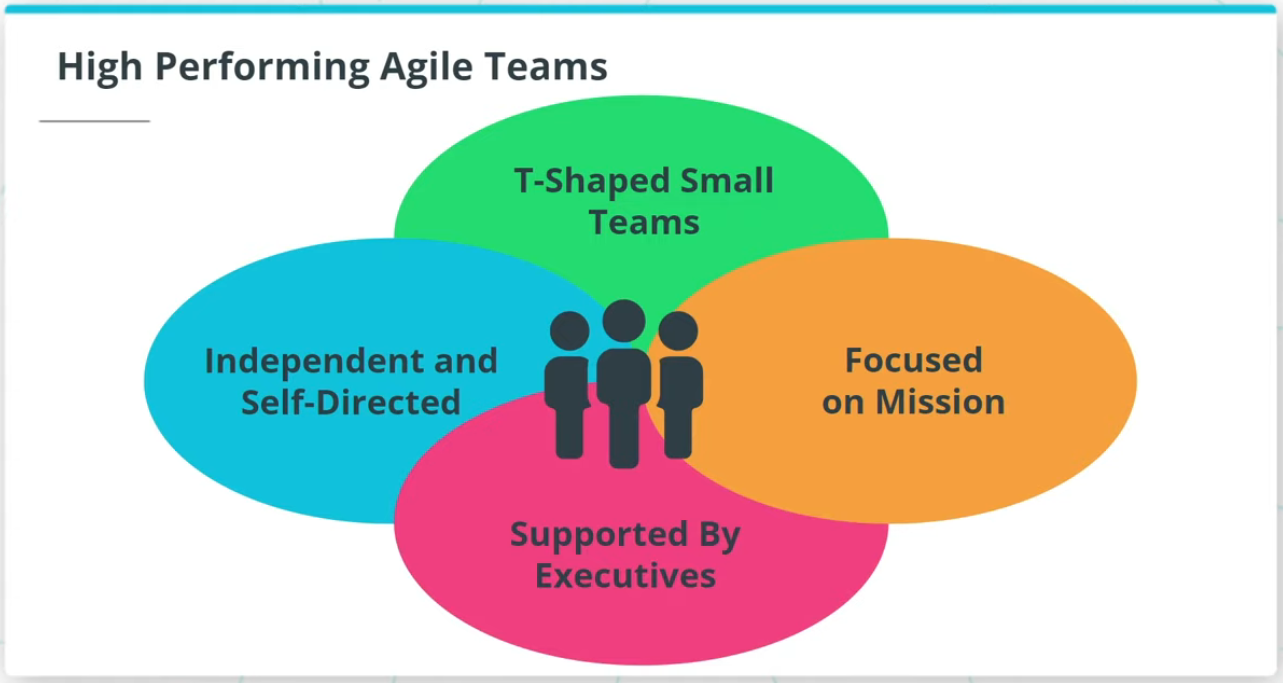 High Performing Agile Teams
T-Shaped Small
Teams
Independent and
Self-Directed
Focused
on Mission
Supported By
Executives